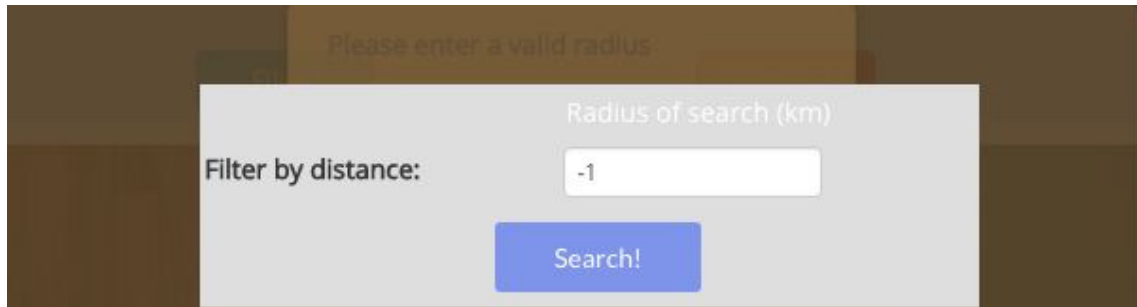 Please enter a valid radius
Radius of search (km)
Filter by distance:
-1
Search!